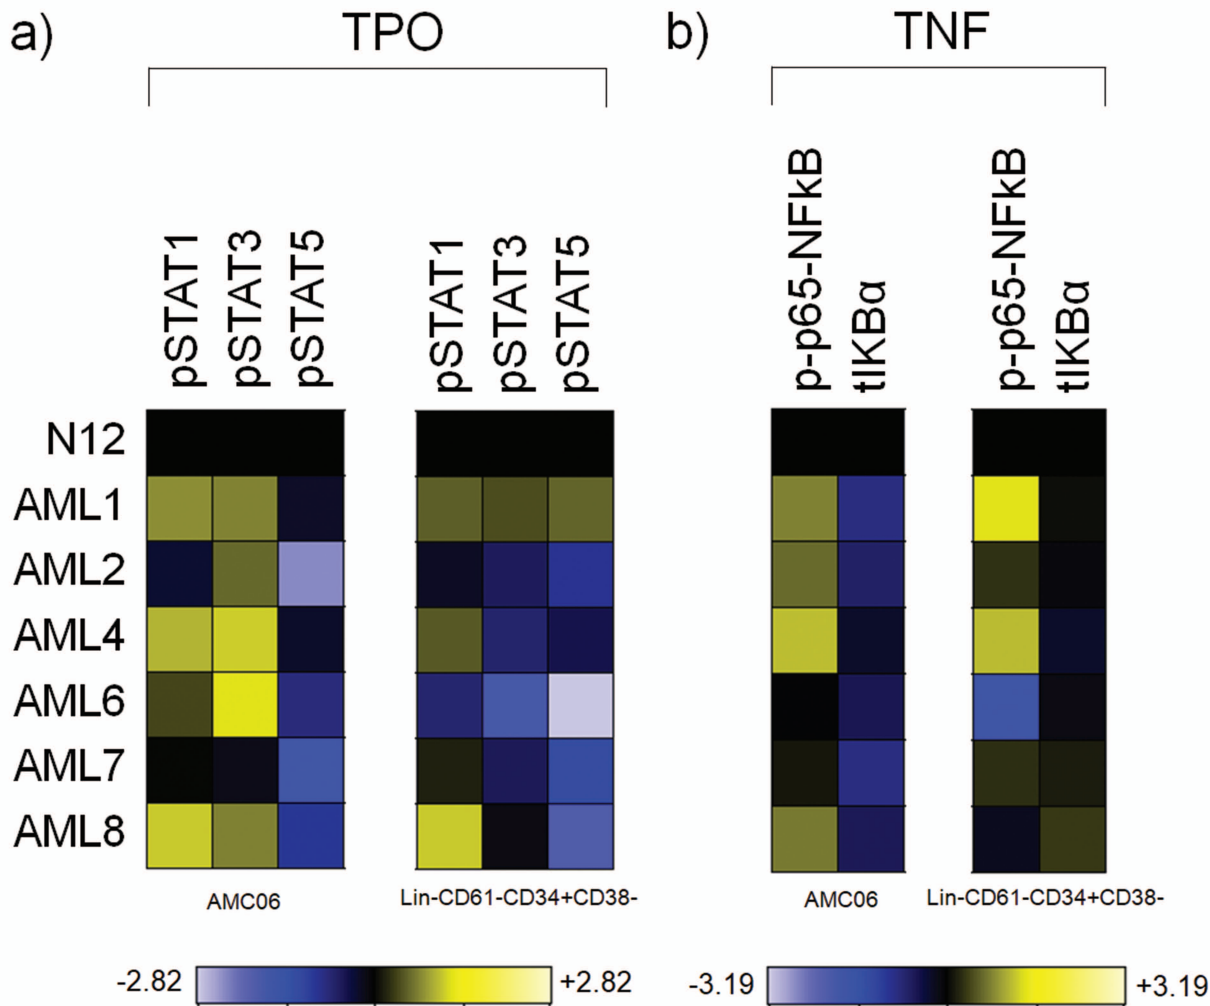 a) TPO
b) TNF
pSTAT1 pSTAT3 pSTAT5 pSTAT1 pSTAT3 pSTAT5
p-p65-NFkB tIKBα p-p65-NFkB tIKBα
N12
AML1
AML2
AML4
AML6
AML7
AML8
AMC06 Lin-CD61-CD34+CD38-
AMC06 Lin-CD61-CD34+CD38-
-2.82 +2.82
-3.19 +3.19